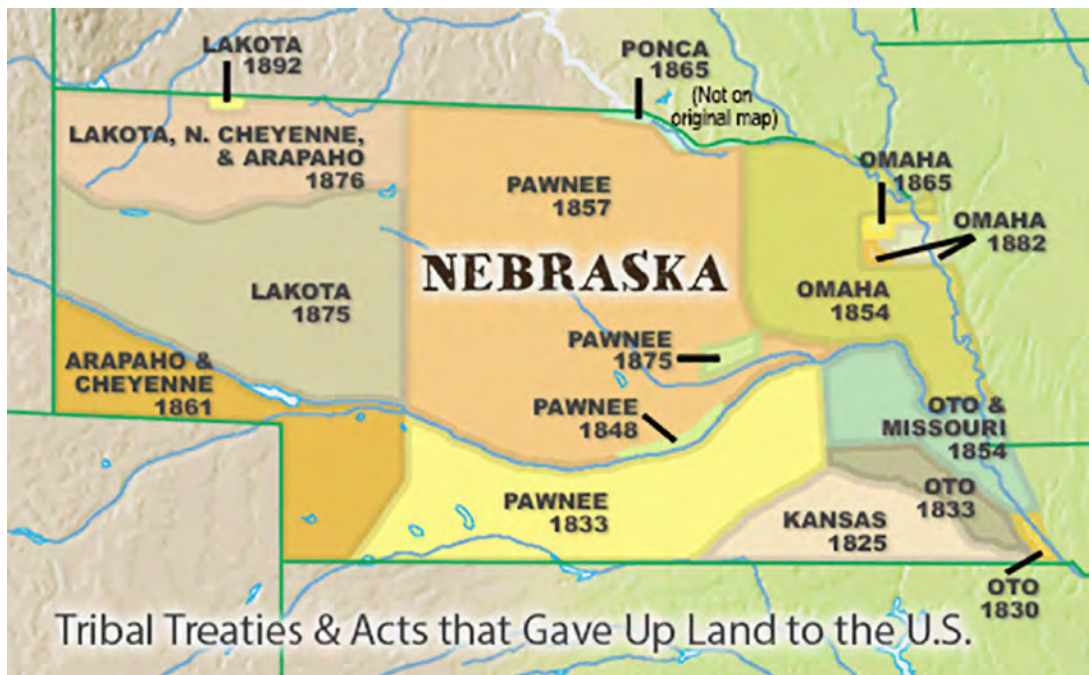 LAKOTA
1892
PONCA
1865
(Not on
original map)
LAKOTA, N. CHEYENNE,
& ARAPAHO
1876
PAWNEE
1857
OMAHA
1865
OMAHA
1882
NEBRASKA
LAKOTA
1875
OMAHA
1854
PAWNEE
1875
ARAPAHO &
CHEYENNE
1861
PAWNEE
1848
OTO &
MISSOURI
1854
PAWNEE
1833
OTO
1833
KANSAS
1825
OTO
1830
Tribal Treaties & Acts that Gave Up Land to the U.S.